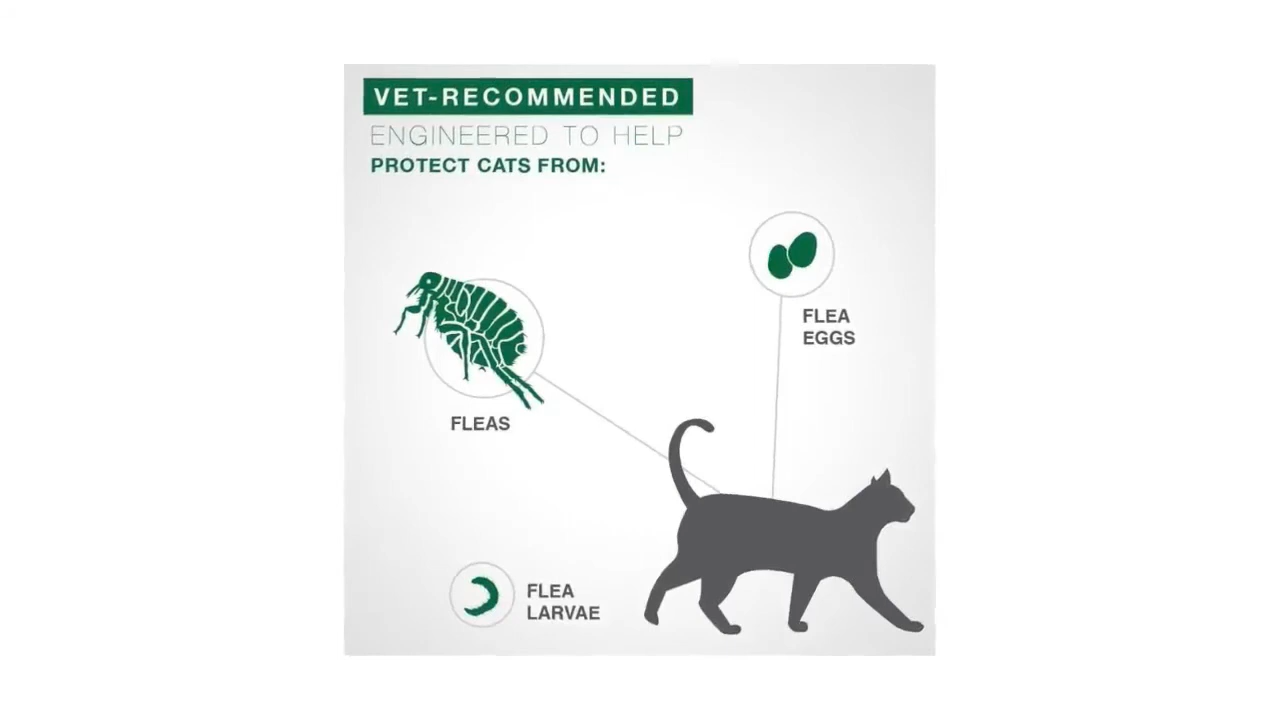 VET-RECOMMENDED
ENGINEERED TO HELP
PROTECT CATS FROM:
FLEA
EGGS
FLEAS
FLEA
LARVAE